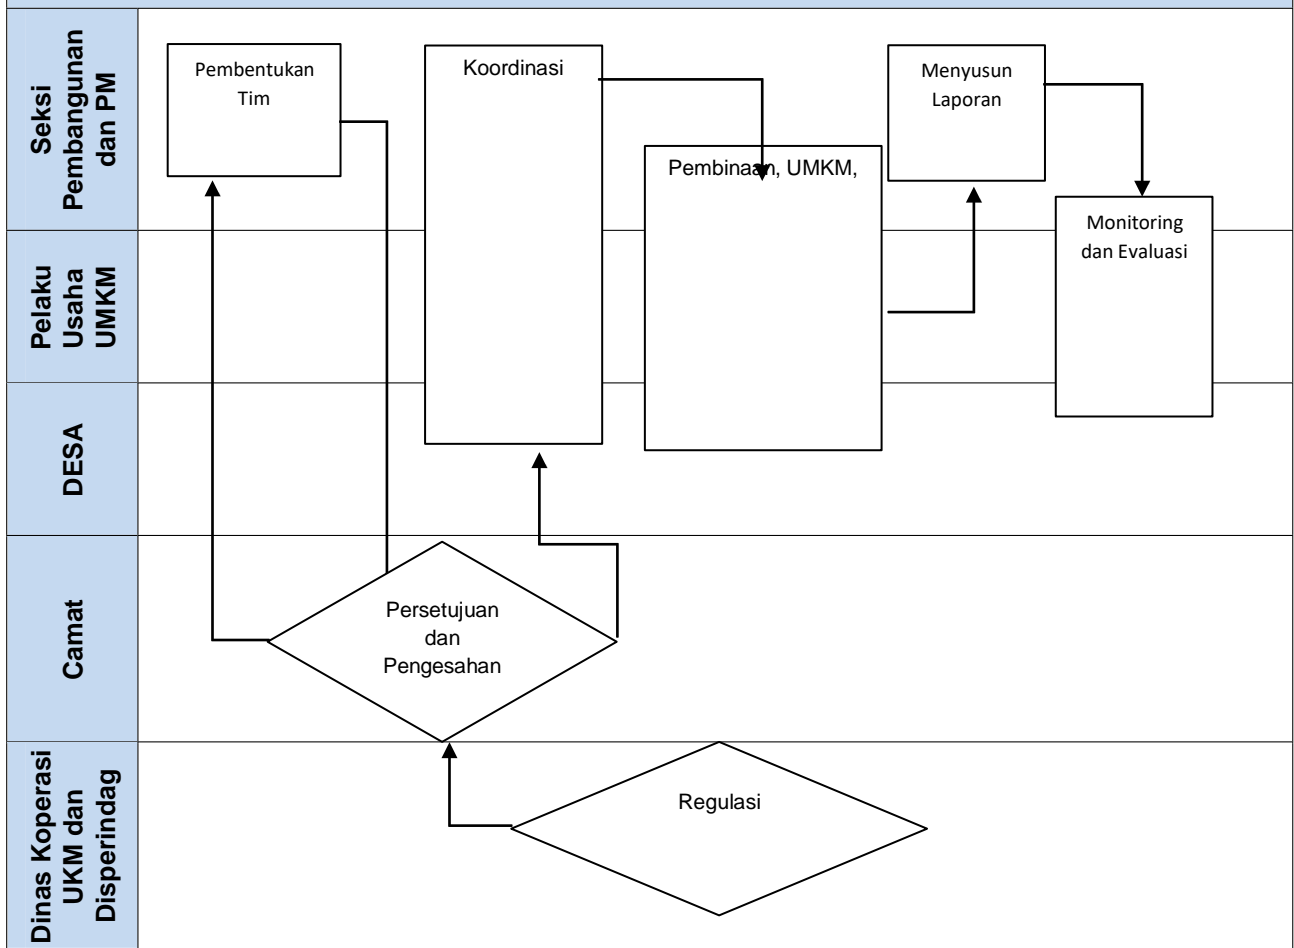 Seksi
Pembangunan
dan PM
Pembentukan
Tim
Koordinasi
Pembinaan, UMKM,
Menyusun
Laporan
Monitoring
dan Evaluasi
Pelaku
Usaha
UMKM
DESA
Camat
Persetujuan
dan
Pengesahan
Dinas Koperasi
UKM dan
Disperindag
Regulasi